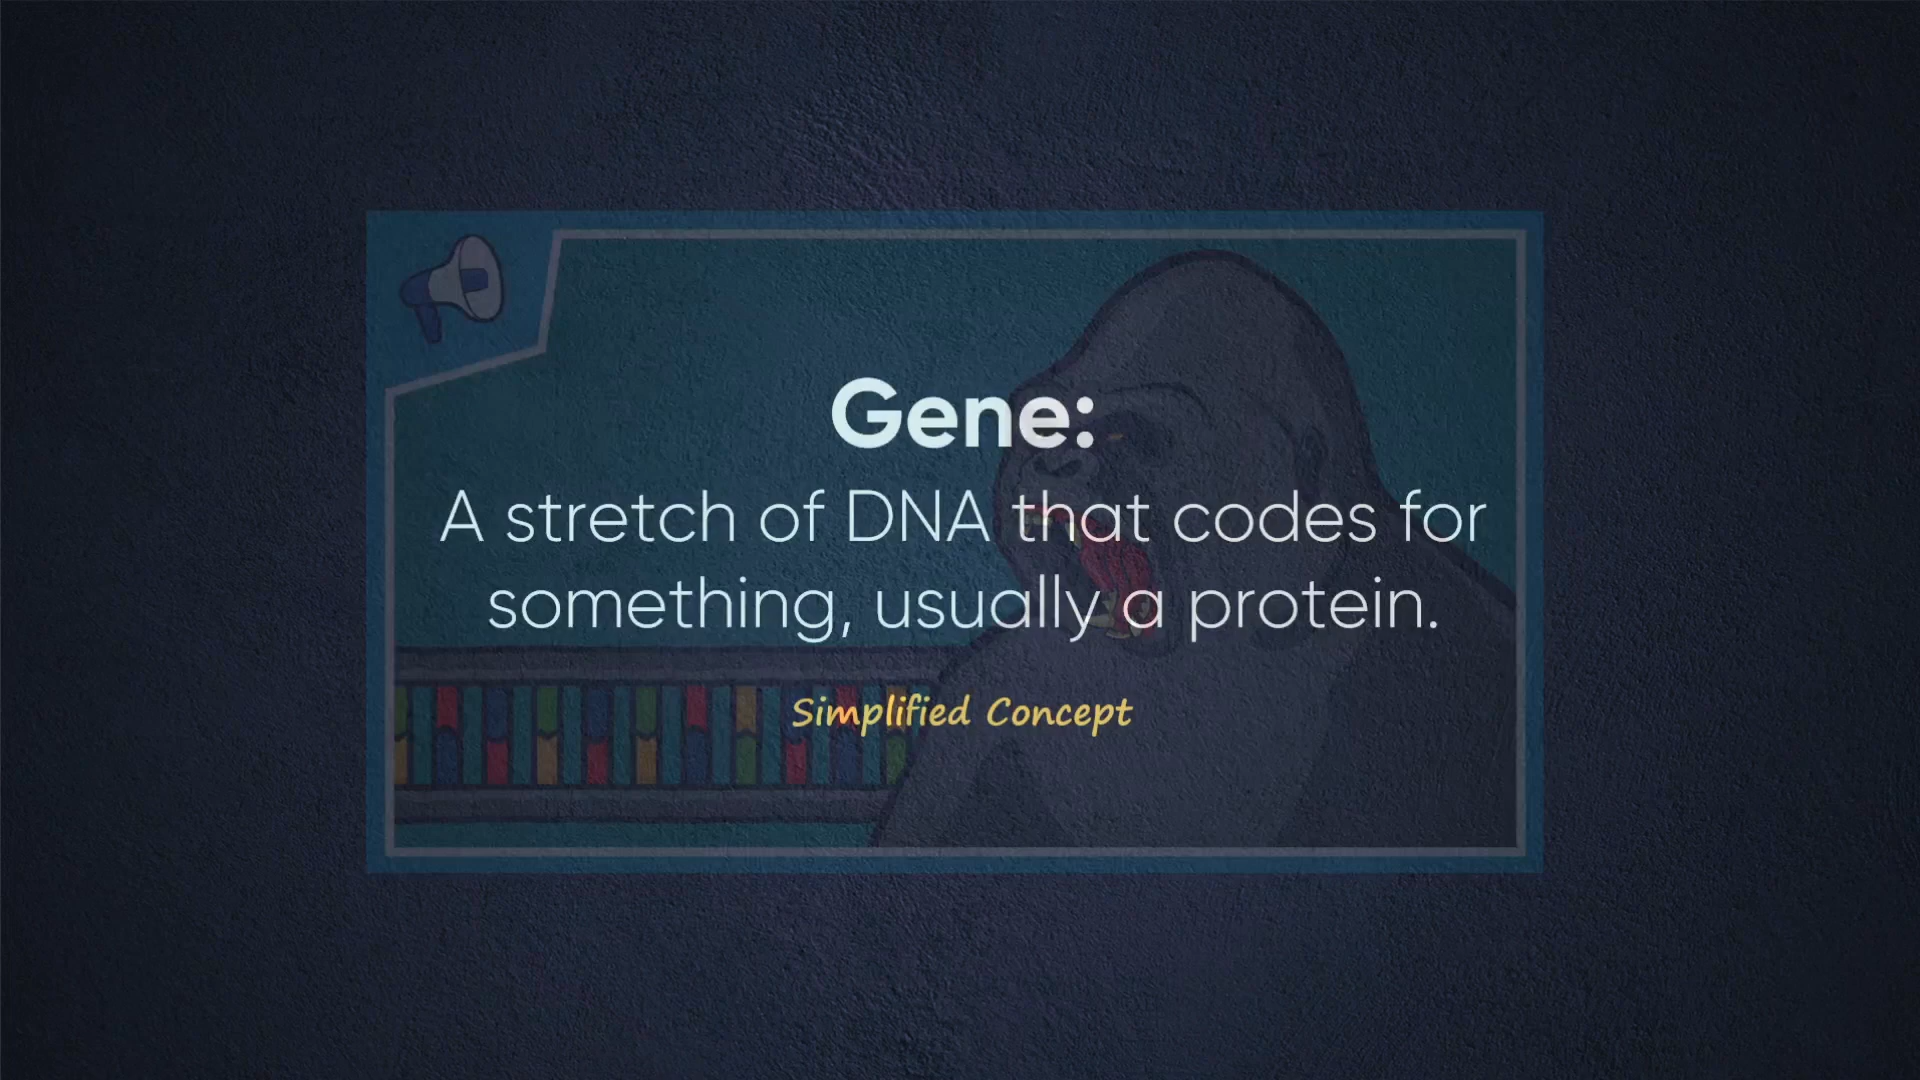 Gene:
A stretch of DNA that codes for
something, usually a protein.
Simplified Concept